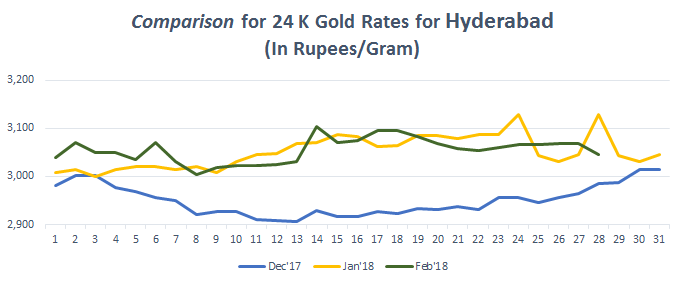 Comparison for 24 K Gold Rates for Hyderabad
(In Rupees/Gram)
3,200
3,100
3,000
2,900
1 2 3 4 5 6 7 8 9 10 11 12 13 14 15 16 17 18 19 20 21 22 23 24 25 26 27 28 29 30 31
Dec'17 Jan'18 Feb'18